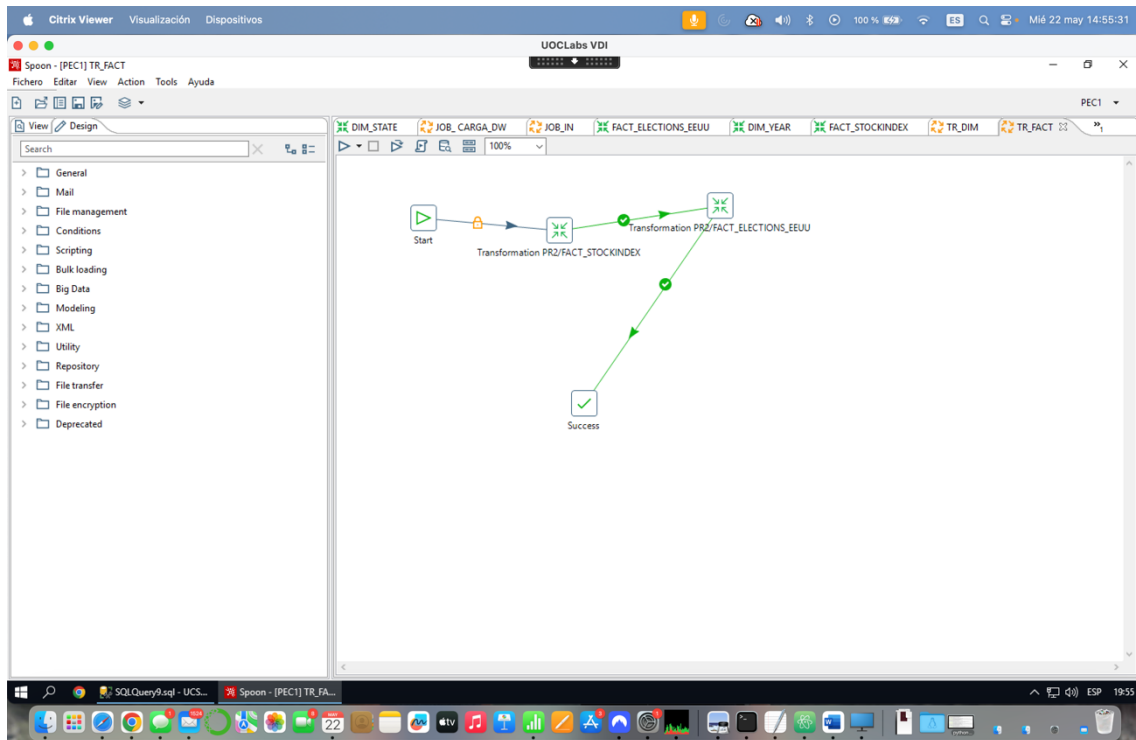 Citrix Viewer Visualización Dispositivos 100 % ES Mié 22 may 14:55:31
UOCLabs VDI
Spoon - [PEC1] TR_FACT
Fichero Editar View Action Tools Ayuda
PEC1
View Design
DIM_STATE JOB_CARGA_DW JOB_IN FACT_ELECTIONS_EEUU DIM_YEAR FACT_STOCKINDEX TR_DIM TR_FACT »1
Search 100%
General
Mail
File management
Conditions
Scripting
Bulk loading
Big Data
Modeling
XML
Utility
Repository
File transfer
File encryption
Deprecated
Transformation PR2/FACT_ELECTIONS_EEUU
Start
Transformation PR2/FACT_STOCKINDEX
Success
SQLQuery9.sql - UCS... Spoon - [PEC1] TR_FA... ESP 19:55
22 tv